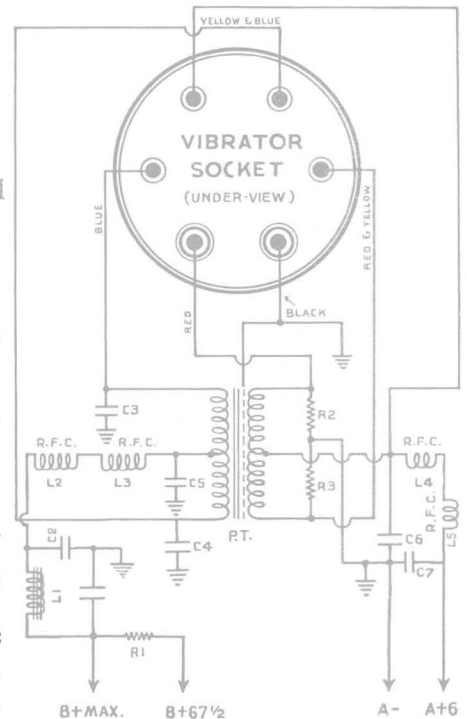 YELLOW & BLUE
VIBRATOR
SOCKET
(UNDER-VIEW)
BLUE
RED & YELLOW
RED
BLACK
C3
R2
R.F.C.
R.F.C.
R.F.C.
L2
L3
C5
R3
L4
R.F.C.
L5
C2
C4
P.T.
C6
C7
L1
R1
B+MAX.
B+67½
A-
A+6